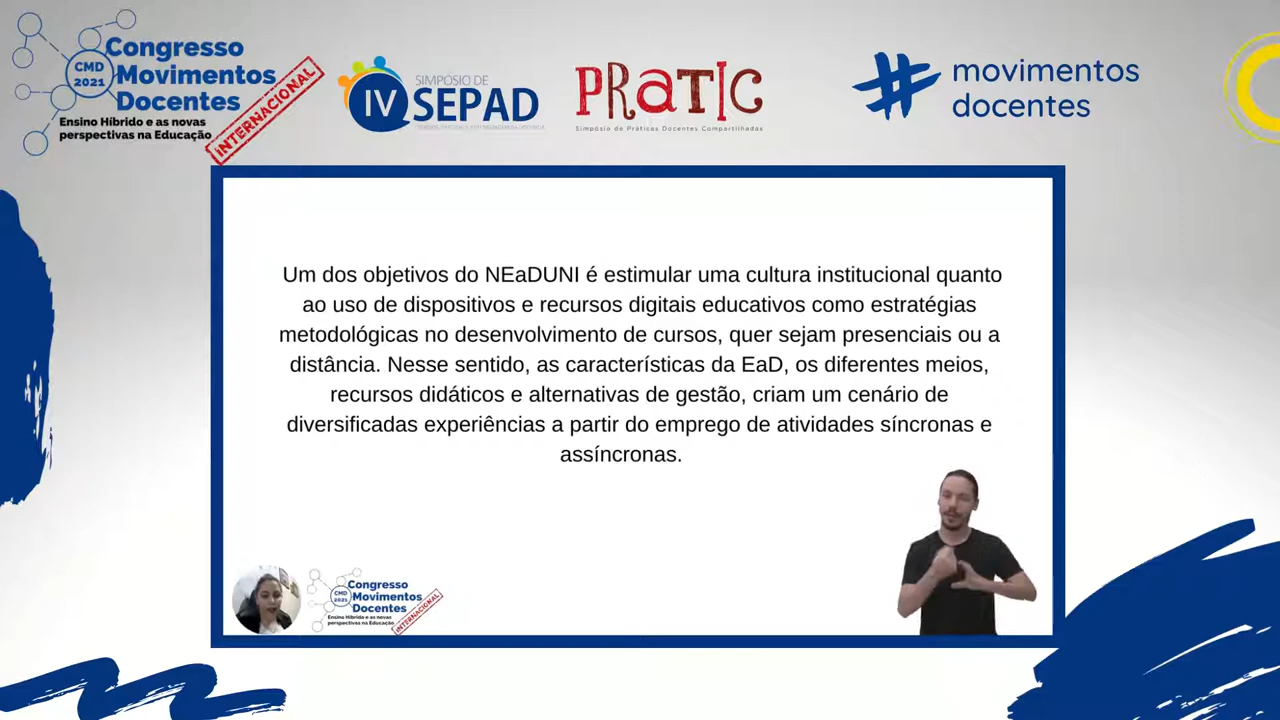 Congresso
CMD
2021
Movimentos
Docentes
Ensino Híbrido e as novas
perspectivas na Educação
INTERNACIONAL
IV
SIMPÓSIO DE
SEPAD
PRATIC
Simpósio de Práticas Docentes Compartilhadas
#
movimentos
docentes
Um dos objetivos do NEaDUNI é estimular uma cultura institucional quanto
ao uso de dispositivos e recursos digitais educativos como estratégias
metodológicas no desenvolvimento de cursos, quer sejam presenciais ou a
distância. Nesse sentido, as características da EaD, os diferentes meios,
recursos didáticos e alternativas de gestão, criam um cenário de
diversificadas experiências a partir do emprego de atividades síncronas e
assíncronas.
Congresso
CMD
2021
Movimentos
Docentes
Ensino Híbrido e as novas
perspectivas na Educação
INTERNACIONAL